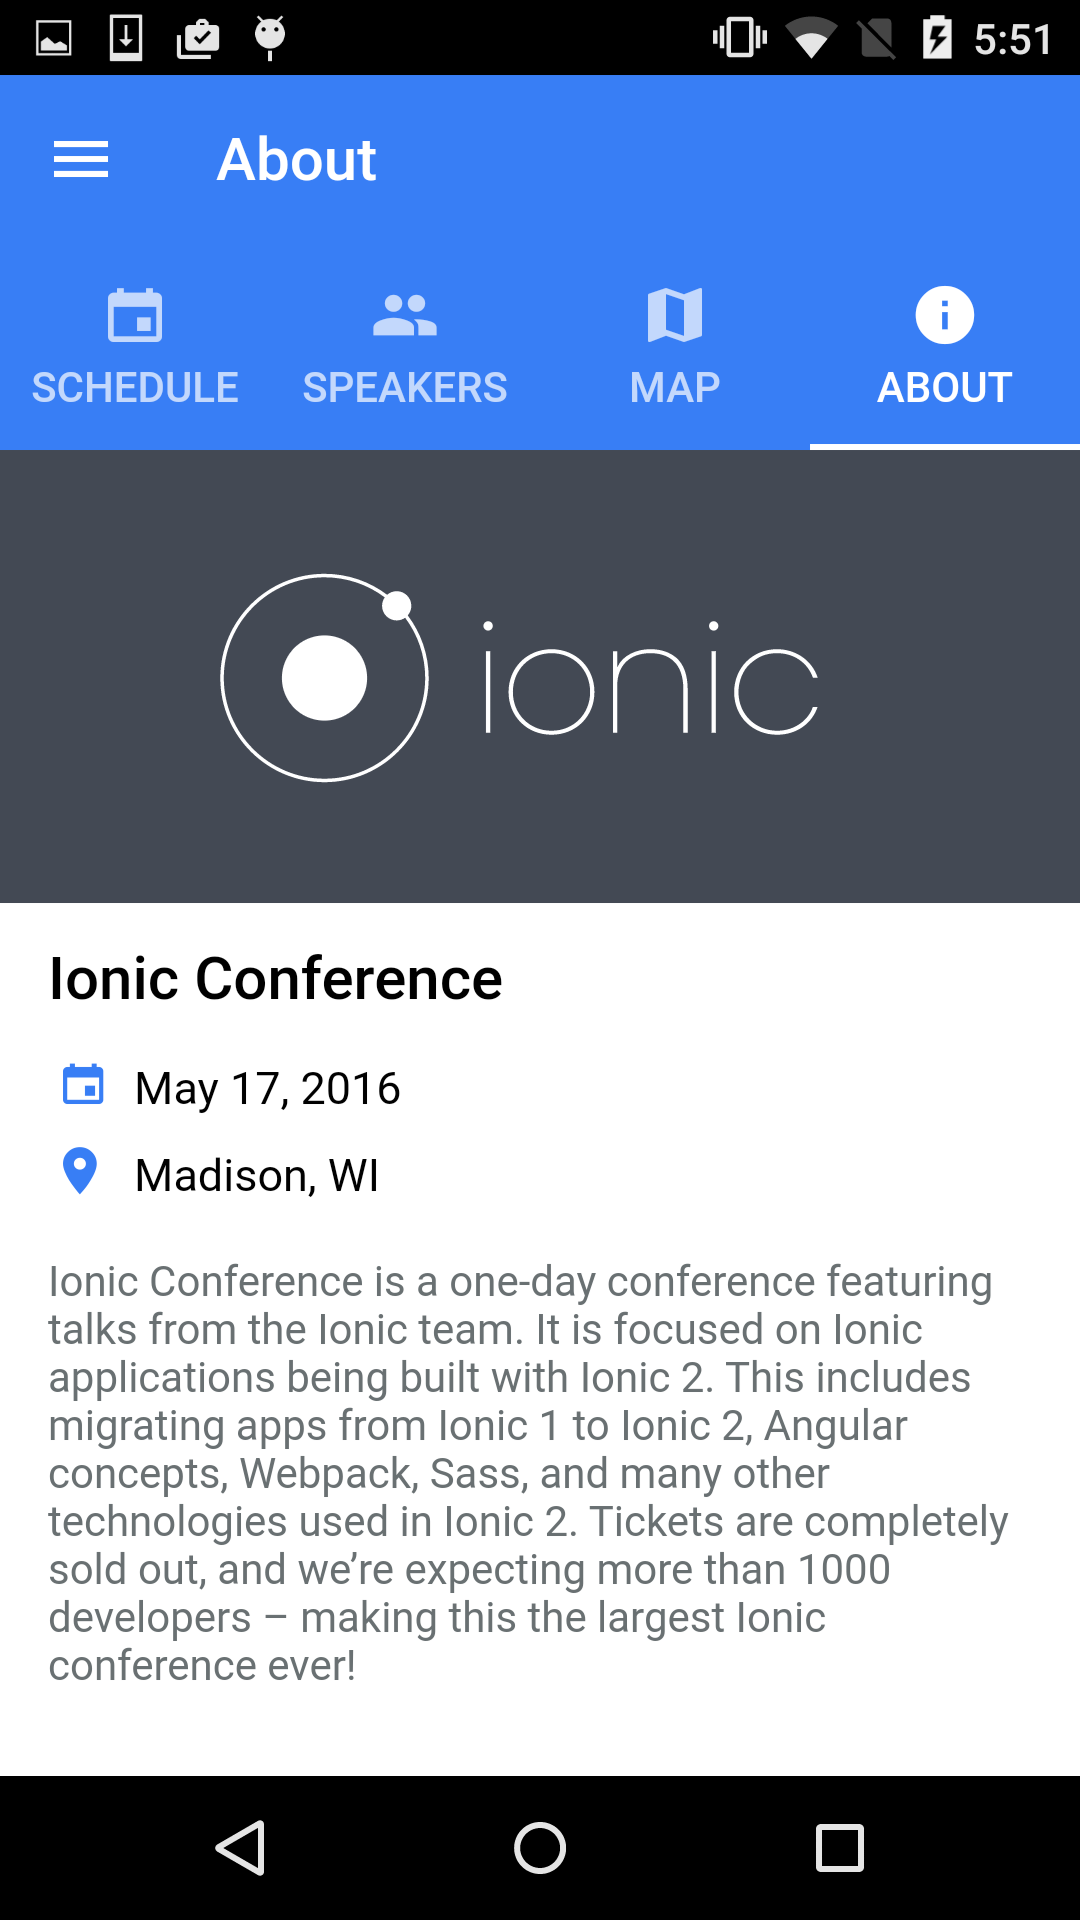 5:51
About
SCHEDULE SPEAKERS MAP ABOUT
ionic
Ionic Conference
May 17, 2016
Madison, WI
Ionic Conference is a one-day conference featuring
talks from the Ionic team. It is focused on Ionic
applications being built with Ionic 2. This includes
migrating apps from Ionic 1 to Ionic 2, Angular
concepts, Webpack, Sass, and many other
technologies used in Ionic 2. Tickets are completely
sold out, and we’re expecting more than 1000
developers – making this the largest Ionic
conference ever!